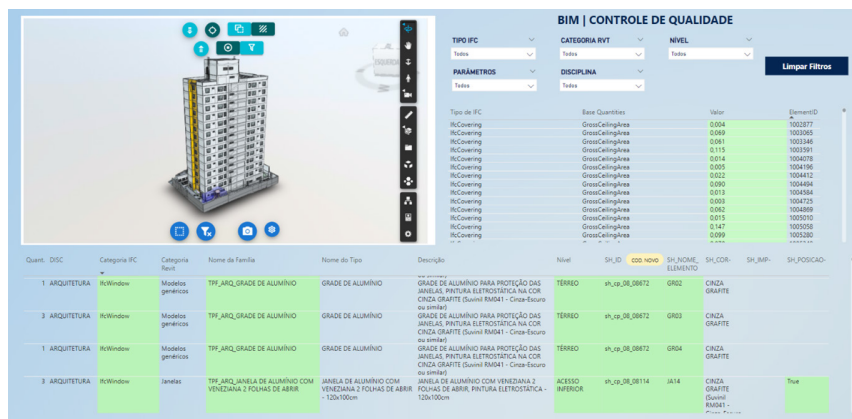 BIM | CONTROLE DE QUALIDADE
TIPO IFC CATEGORIA RVT NÍVEL
Todos Todos Todos
Limpar Filtros
PARÂMETROS DISCIPLINA
Todos Todos
Tipo de IFC Base Quantities Valor ElementID
IfcCovering GrossCeilingArea 0,004 1002877
IfcCovering GrossCeilingArea 0,069 1003065
IfcCovering GrossCeilingArea 0,061 1003346
IfcCovering GrossCeilingArea 0,115 1003591
IfcCovering GrossCeilingArea 0,014 1004078
IfcCovering GrossCeilingArea 0,005 1004196
IfcCovering GrossCeilingArea 0,022 1004412
IfcCovering GrossCeilingArea 0,090 1004494
IfcCovering GrossCeilingArea 0,013 1004584
IfcCovering GrossCeilingArea 0,003 1004725
IfcCovering GrossCeilingArea 0,062 1004869
IfcCovering GrossCeilingArea 0,015 1005010
IfcCovering GrossCeilingArea 0,147 1005058
IfcCovering GrossCeilingArea 0,099 1005280
Quant. DISC Categoria IFC Categoria Nome da Família Nome do Tipo Descrição Nível SH_ID COD. NOVO SH_NOME_ SH_COR- SH_IMP- SH_POSICAO-
Revit ELEMENTO
ou similar)
1 ARQUITETURA IfcWindow Modelos TPF_ARQ_GRADE DE ALUMÍNIO GRADE DE ALUMÍNIO GRADE DE ALUMÍNIO PARA PROTEÇÃO DAS TÉRREO sh_cp_08_08672 GR02 CINZA
genéricos JANELAS, PINTURA ELETROSTÁTICA NA COR GRAFITE
CINZA GRAFITE (Suvinil RM041 - Cinza-Escuro
ou similar)
3 ARQUITETURA IfcWindow Modelos TPF_ARQ_GRADE DE ALUMÍNIO GRADE DE ALUMÍNIO GRADE DE ALUMÍNIO PARA PROTEÇÃO DAS TÉRREO sh_cp_08_08672 GR03 CINZA
genéricos JANELAS, PINTURA ELETROSTÁTICA NA COR GRAFITE
CINZA GRAFITE (Suvinil RM041 - Cinza-Escuro
ou similar)
1 ARQUITETURA IfcWindow Modelos TPF_ARQ_GRADE DE ALUMÍNIO GRADE DE ALUMÍNIO GRADE DE ALUMÍNIO PARA PROTEÇÃO DAS TÉRREO sh_cp_08_08672 GR04 CINZA
genéricos JANELAS, PINTURA ELETROSTÁTICA NA COR GRAFITE
CINZA GRAFITE (Suvinil RM041 - Cinza-Escuro
ou similar)
3 ARQUITETURA IfcWindow Janelas TPF_ARQ_JANELA DE ALUMÍNIO COM JANELA DE ALUMÍNIO COM JANELA DE ALUMÍNIO COM VENEZIANA 2 ACESSO sh_cp_08_08114 JA14 CINZA True
VENEZIANA 2 FOLHAS DE ABRIR VENEZIANA 2 FOLHAS DE ABRIR FOLHAS DE ABRIR, PINTURA ELETROSTÁTICA - INFERIOR GRAFITE
- 120x100cm 120x100cm (Suvinil
RM041 -